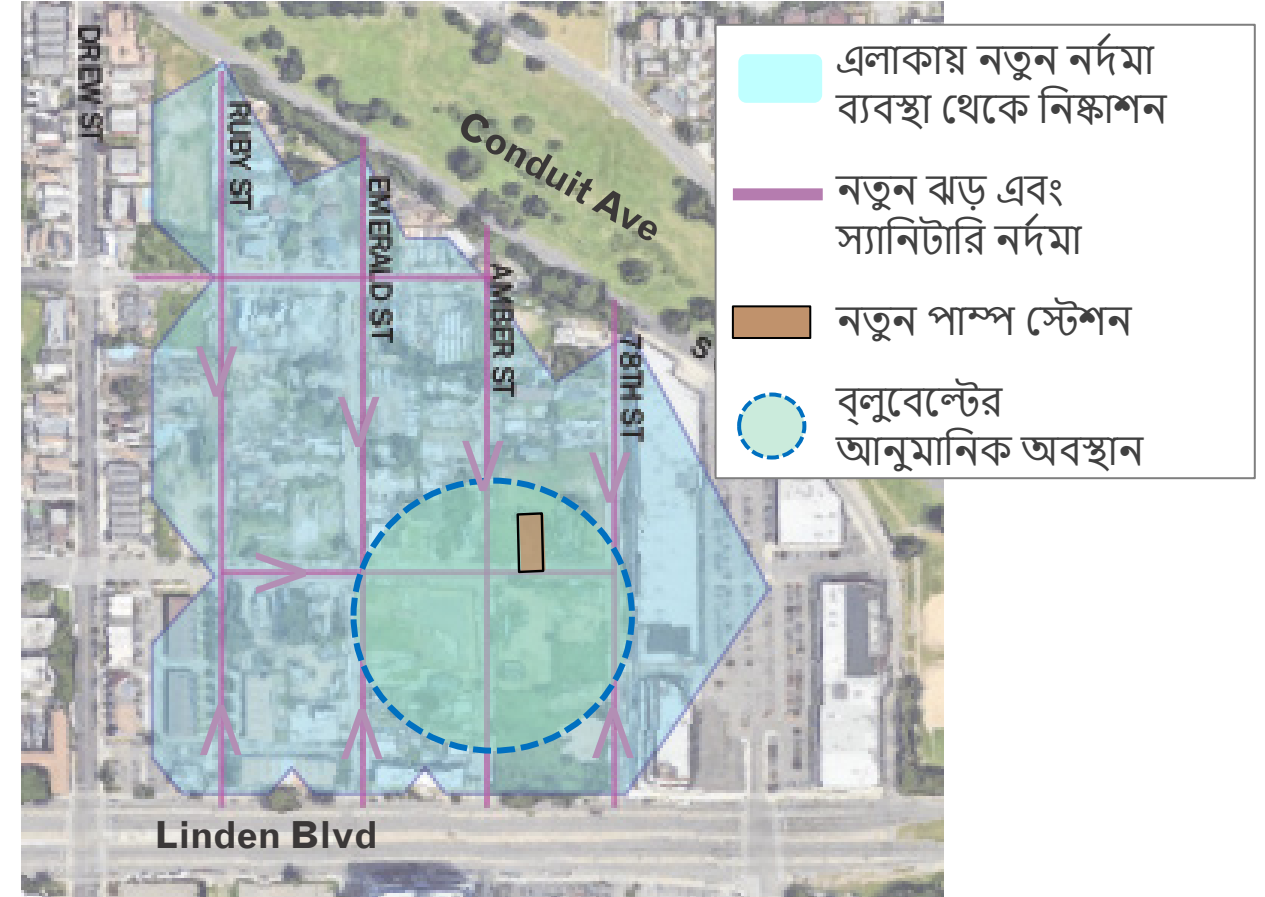 DREW ST
RUBY ST
EMERALD ST
AMBER ST
78TH ST
Conduit Ave
S
Linden Blvd
এলাকায় নতুন নর্দমা
ব্যবস্থা থেকে নিষ্কাশন
নতুন ঝড় এবং
স্যানিটারি নর্দমা
নতুন পাম্প স্টেশন
ব্লুবেল্টের
আনুমানিক অবস্থান